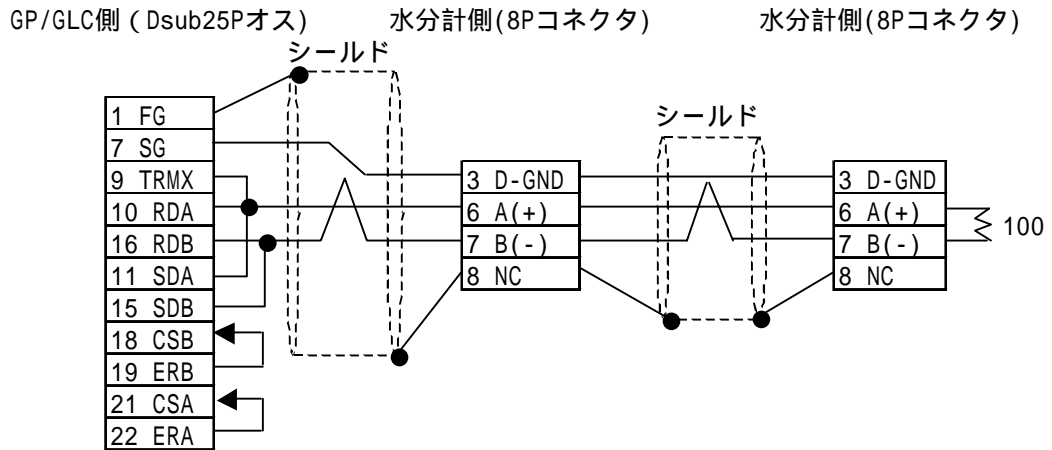 GP/GLC側（Dsub25Pオス)
水分計側(8Pコネクタ)
水分計側(8Pコネクタ)
シールド
シールド
1 FG
7 SG
9 TRMX
10 RDA
16 RDB
11 SDA
15 SDB
18 CSB
19 ERB
21 CSA
22 ERA
3 D-GND
6 A(+)
7 B(-)
8 NC
3 D-GND
6 A(+)
7 B(-)
8 NC
100